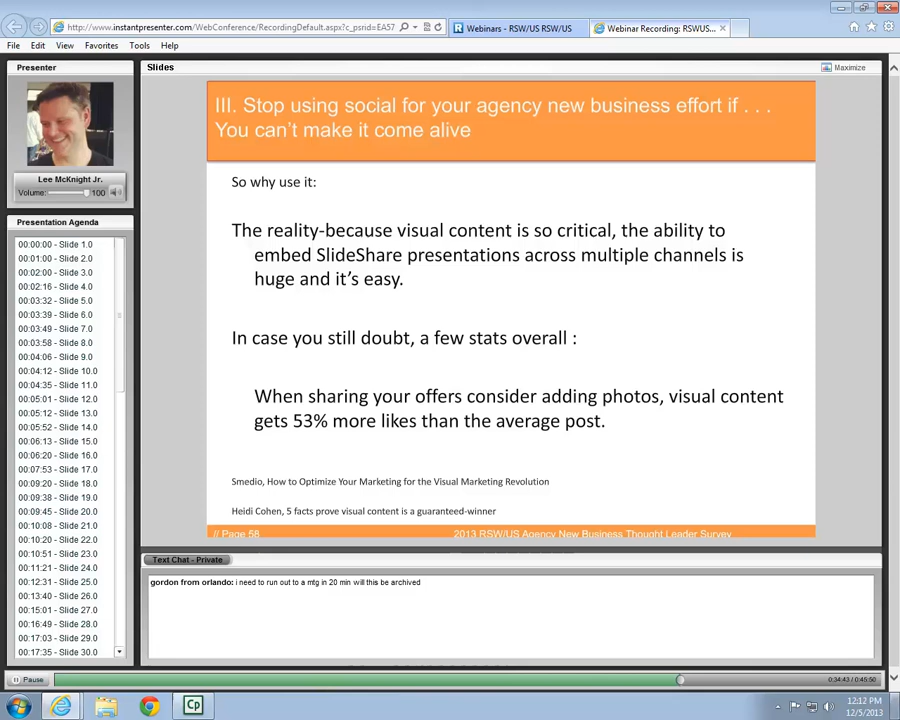 http://www.instantpresenter.com/WebConference/RecordingDefault.aspx?c_psrid=EA57
Webinars - RSW/US RSW/US
Webinar Recording: RSWUS...
File Edit View Favorites Tools Help
Presenter
Slides
Maximize
Lee McKnight Jr.
Volume: 100
Presentation Agenda
00:00:00 - Slide 1.0
00:01:00 - Slide 2.0
00:02:00 - Slide 3.0
00:02:16 - Slide 4.0
00:03:32 - Slide 5.0
00:03:39 - Slide 6.0
00:03:49 - Slide 7.0
00:03:58 - Slide 8.0
00:04:06 - Slide 9.0
00:04:12 - Slide 10.0
00:04:35 - Slide 11.0
00:05:01 - Slide 12.0
00:05:12 - Slide 13.0
00:05:52 - Slide 14.0
00:06:13 - Slide 15.0
00:06:20 - Slide 16.0
00:07:53 - Slide 17.0
00:09:20 - Slide 18.0
00:09:38 - Slide 19.0
00:09:45 - Slide 20.0
00:10:08 - Slide 21.0
00:10:20 - Slide 22.0
00:10:51 - Slide 23.0
00:11:21 - Slide 24.0
00:12:31 - Slide 25.0
00:13:40 - Slide 26.0
00:15:01 - Slide 27.0
00:16:49 - Slide 28.0
00:17:03 - Slide 29.0
00:17:35 - Slide 30.0
III. Stop using social for your agency new business effort if . . .
You can't make it come alive
So why use it:
The reality-because visual content is so critical, the ability to
embed SlideShare presentations across multiple channels is
huge and it's easy.
In case you still doubt, a few stats overall :
When sharing your offers consider adding photos, visual content
gets 53% more likes than the average post.
Smedio, How to Optimize Your Marketing for the Visual Marketing Revolution
Heidi Cohen, 5 facts prove visual content is a guaranteed-winner
// Page 58
2013 RSW/US Agency New Business Thought Leader Survey
Text Chat - Private
gordon from orlando: i need to run out to a mtg in 20 min will this be archived
Pause
0:34:43 / 0:45:50
Cp
12:12 PM
12/5/2013